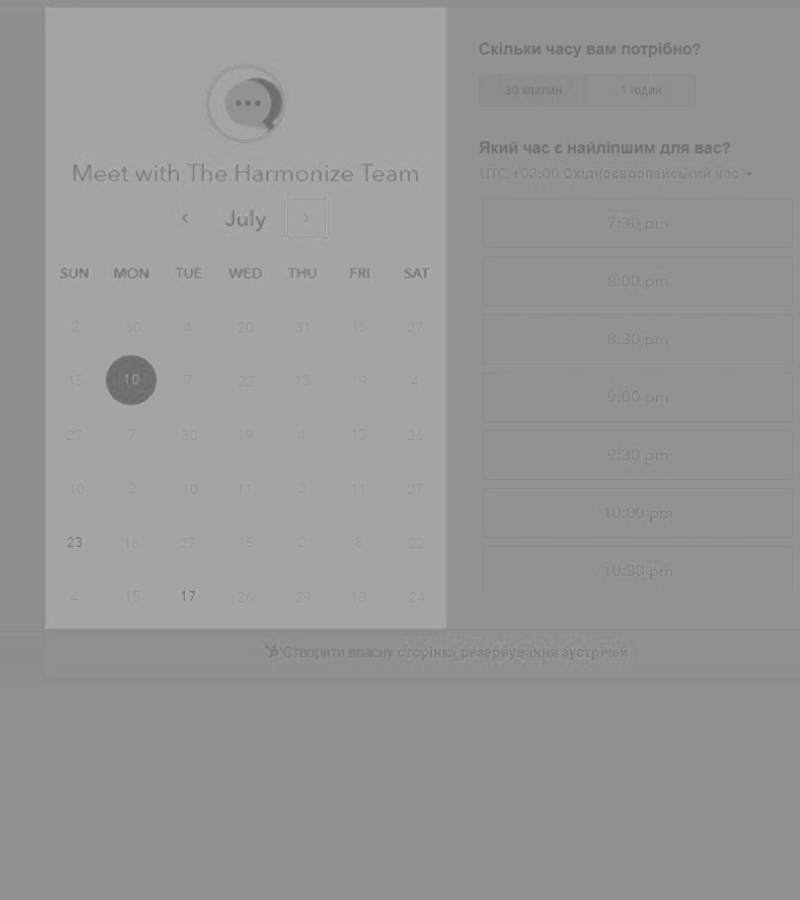 Meet with The Harmonize Team
July
SUN MON TUE WED THU FRI SAT
2 30 4 20 31 15 27
15 10 7 22 13 19 4
27 7 30 19 4 13 26
10 2 10 11 2 11 27
23 18 27 15 2 8 22
4 15 17 26 29 18 24
Скільки часу вам потрібно?
30 хвилин 1 годин
Який час є найліпшим для вас?
UTC +03:00 Східноєвропейський час
7:30 pm
8:00 pm
8:30 pm
9:00 pm
9:30 pm
10:00 pm
10:30 pm
Створити власну сторінка резервування зустрічей